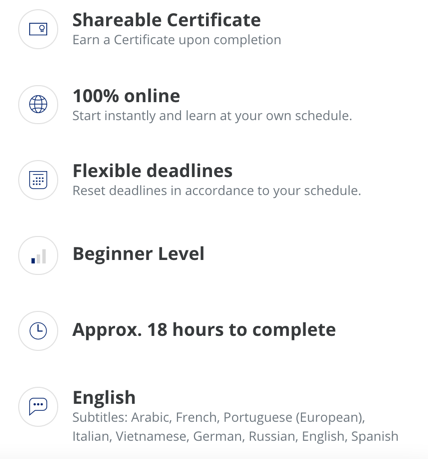 Shareable Certificate
Earn a Certificate upon completion
100% online
Start instantly and learn at your own schedule.
Flexible deadlines
Reset deadlines in accordance to your schedule.
Beginner Level
Approx. 18 hours to complete
English
Subtitles: Arabic, French, Portuguese (European),
Italian, Vietnamese, German, Russian, English, Spanish